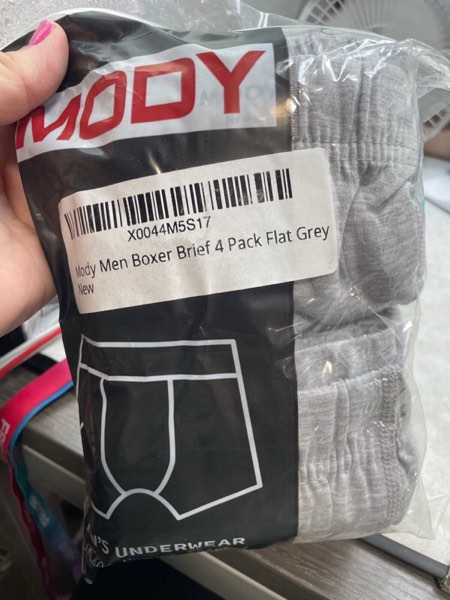 MODY
X0044M5S17
Mody Men Boxer Brief 4 Pack Flat Grey
New
UNDERWEAR